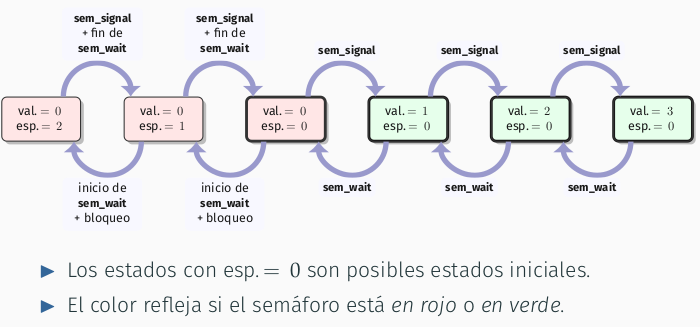 sem_signal
+ fin de
sem_wait
sem_signal
+ fin de
sem_wait
sem_signal
sem_signal
sem_signal
val. = 0
esp. = 2
val. = 0
esp. = 1
val. = 0
esp. = 0
val. = 1
esp. = 0
val. = 2
esp. = 0
val. = 3
esp. = 0
inicio de
sem_wait
+ bloqueo
inicio de
sem_wait
+ bloqueo
sem_wait
sem_wait
sem_wait
▶ Los estados con esp. = 0 son posibles estados iniciales.
▶ El color refleja si el semáforo está en rojo o en verde.